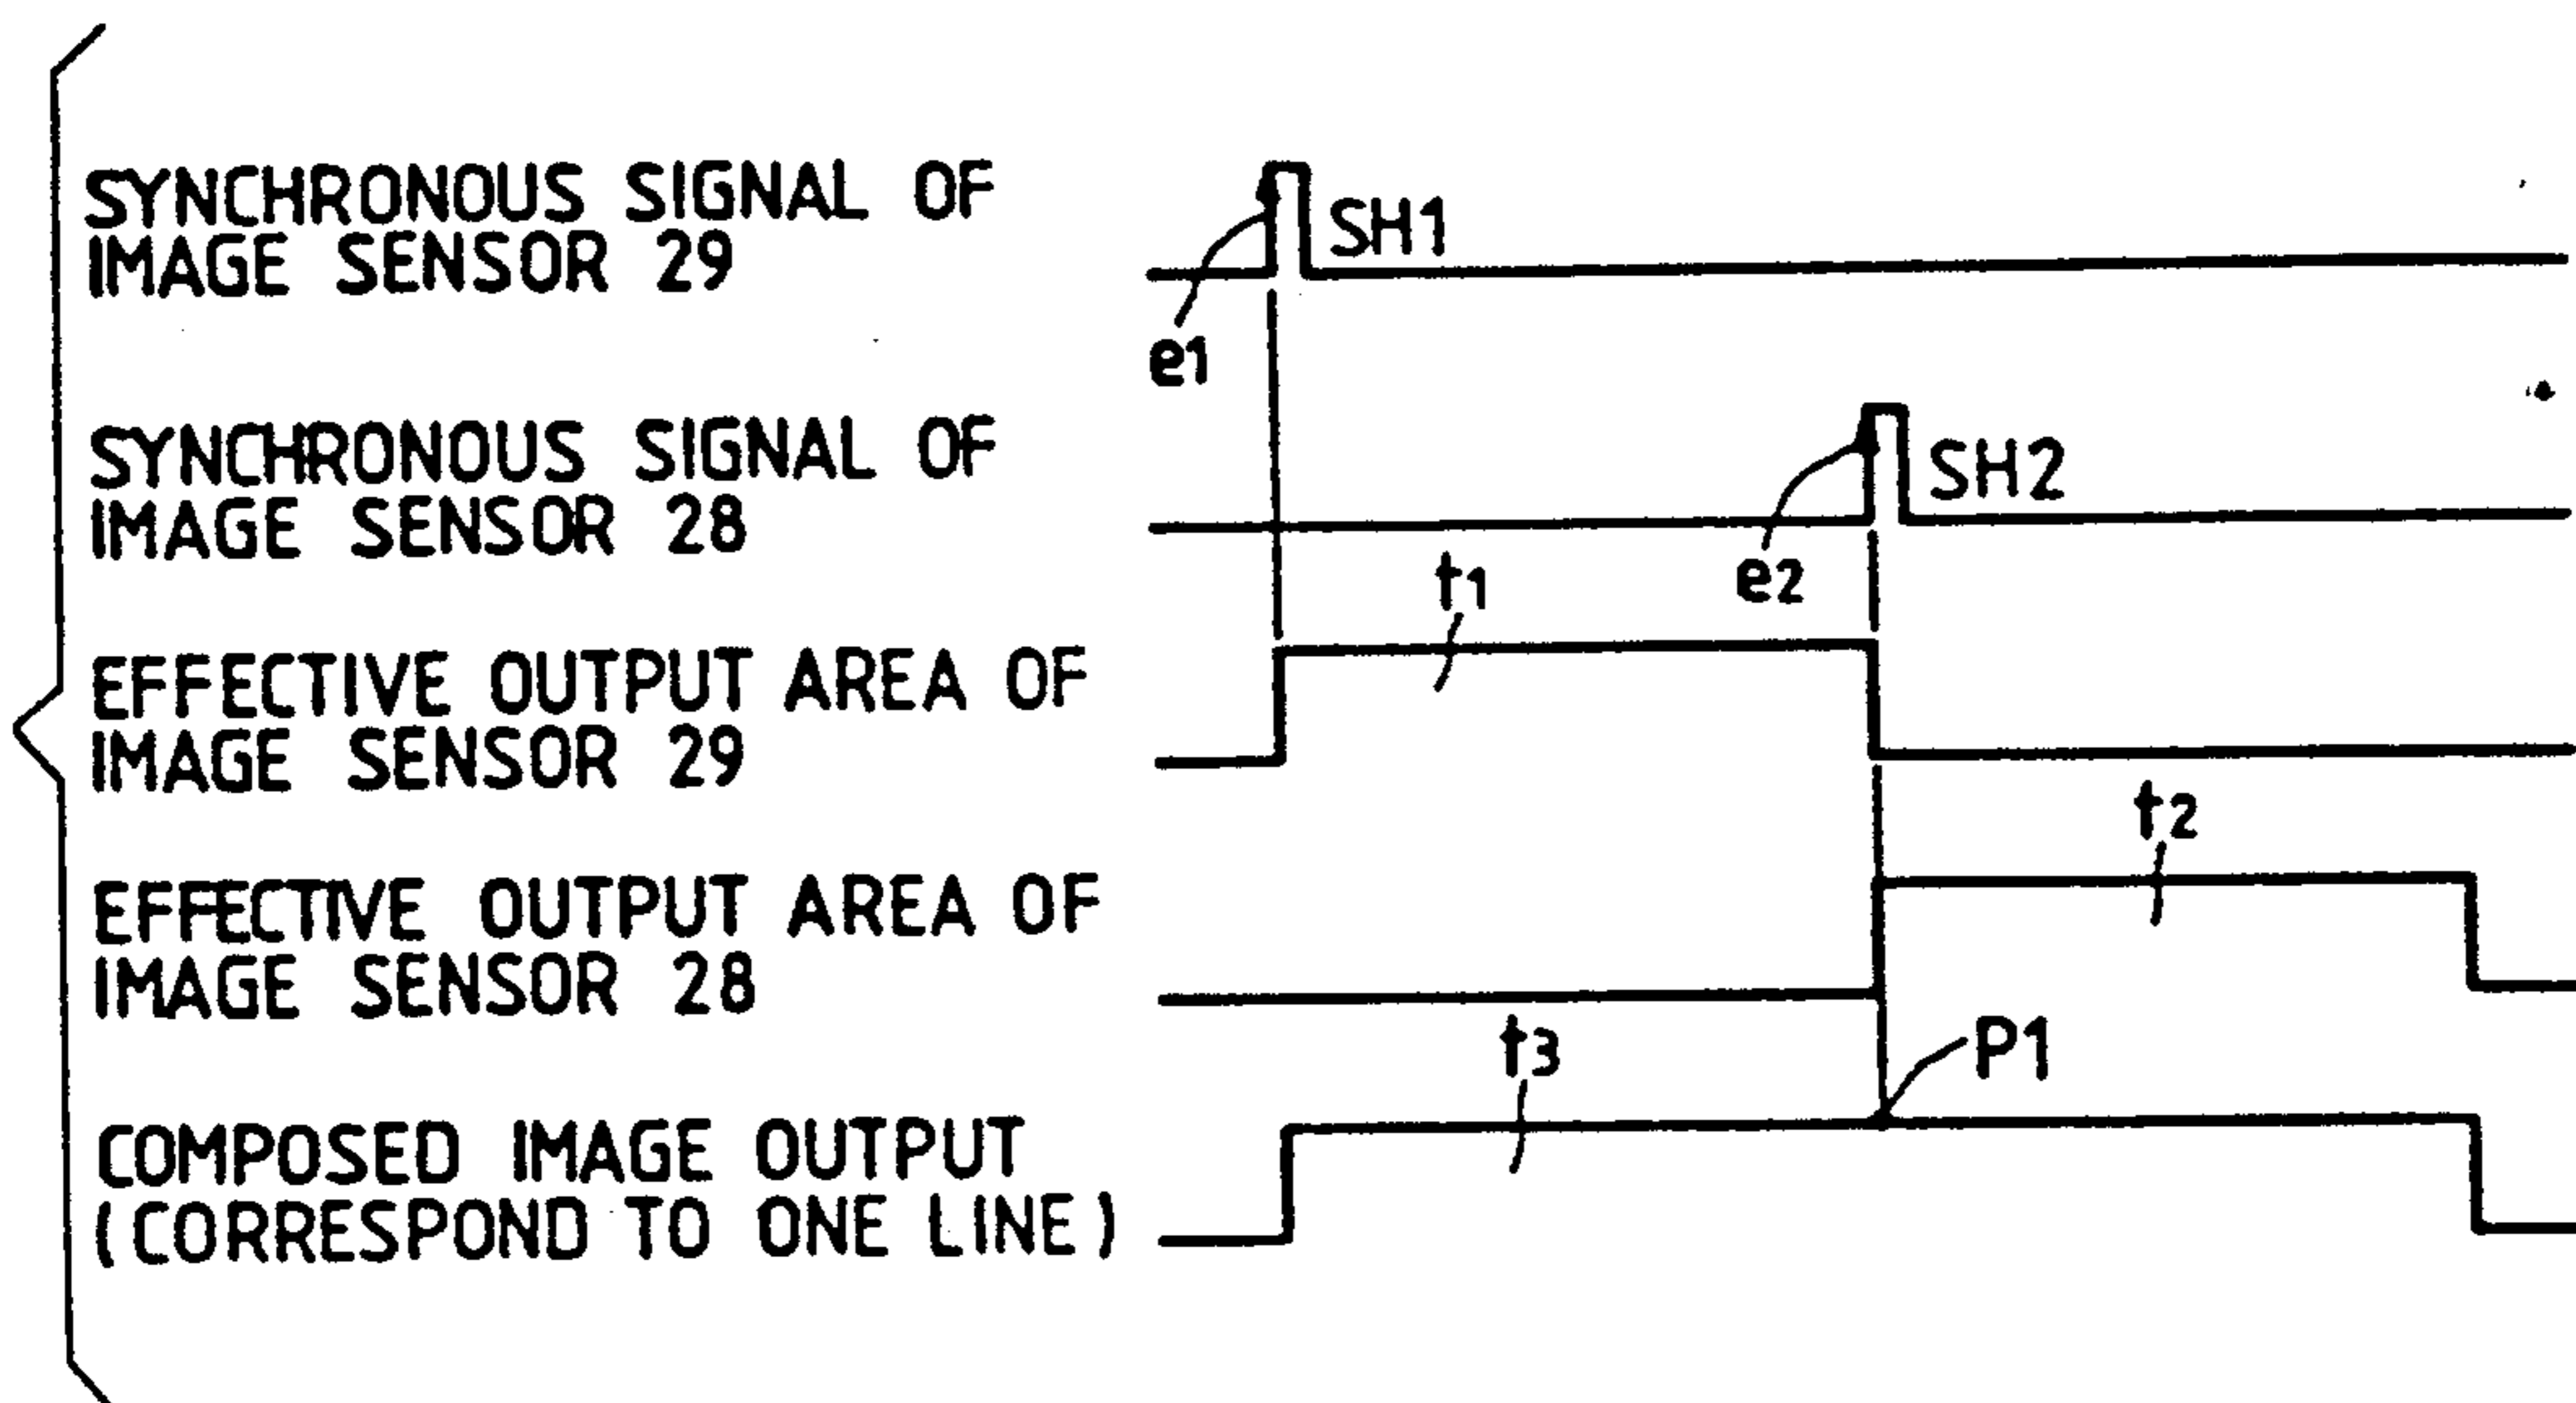 SYNCHRONOUS SIGNAL OF
IMAGE SENSOR 29
SH1
e1
SYNCHRONOUS SIGNAL OF
IMAGE SENSOR 28
SH2
e2
t1
EFFECTIVE OUTPUT AREA OF
IMAGE SENSOR 29
t2
EFFECTIVE OUTPUT AREA OF
IMAGE SENSOR 28
t3
P1
COMPOSED IMAGE OUTPUT
(CORRESPOND TO ONE LINE)